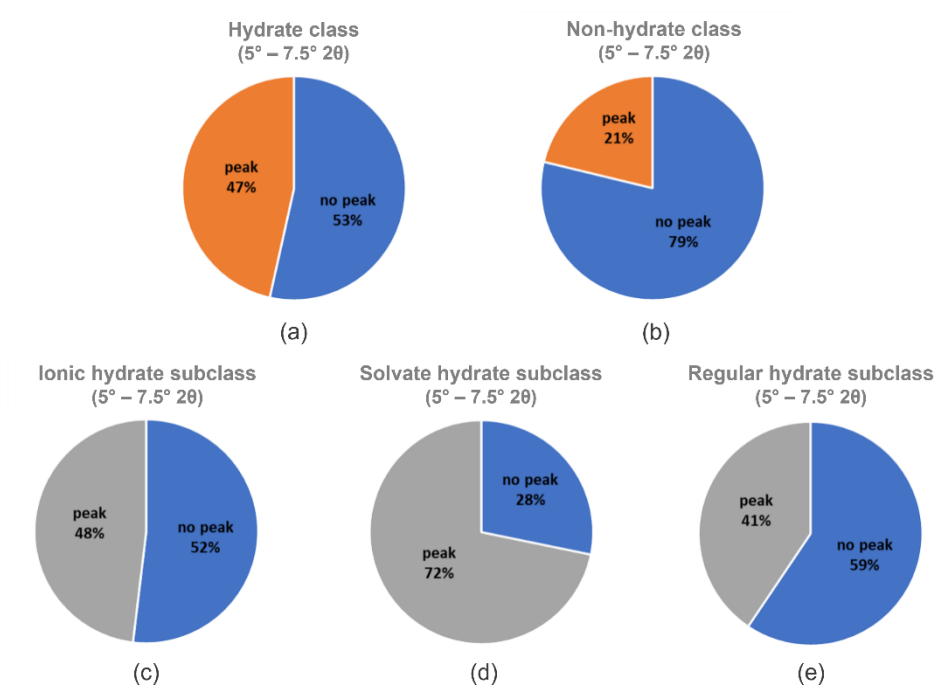 Hydrate class
(5° – 7.5° 2θ)
peak
47%
no peak
53%
(a)
Non-hydrate class
(5° – 7.5° 2θ)
peak
21%
no peak
79%
(b)
Ionic hydrate subclass
(5° – 7.5° 2θ)
peak
48%
no peak
52%
(c)
Solvate hydrate subclass
(5° – 7.5° 2θ)
no peak
28%
peak
72%
(d)
Regular hydrate subclass
(5° – 7.5° 2θ)
peak
41%
no peak
59%
(e)